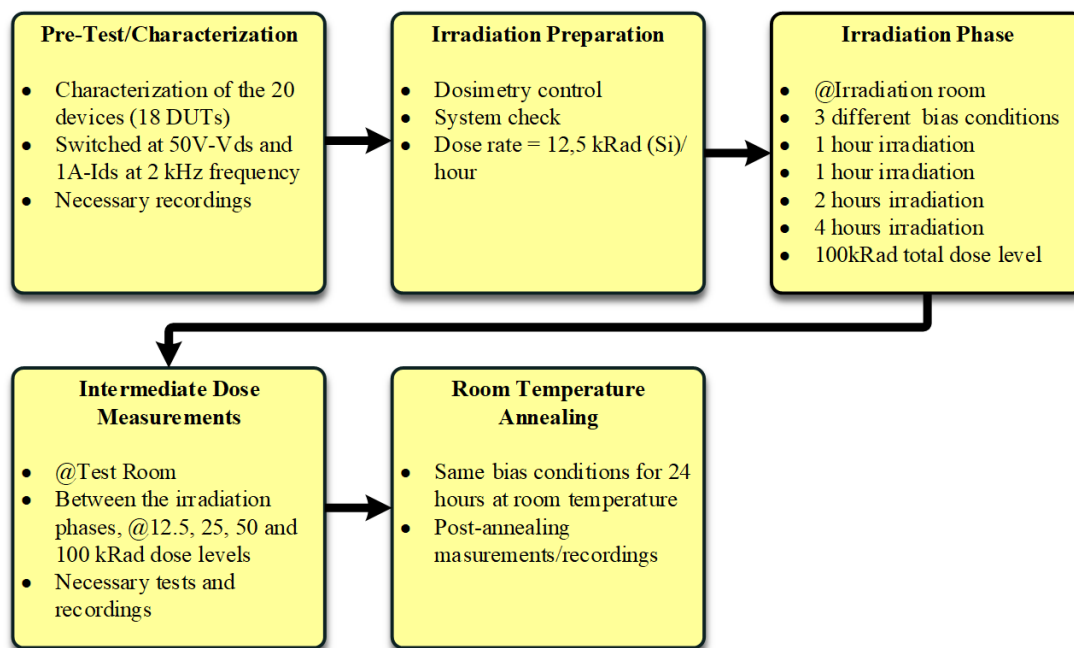 Pre-Test/Characterization
● Characterization of the 20
devices (18 DUTs)
● Switched at 50V-Vds and
1A-Ids at 2 kHz frequency
● Necessary recordings
Irradiation Preparation
● Dosimetry control
● System check
● Dose rate = 12,5 kRad (Si)/
hour
Irradiation Phase
● @Irradiation room
● 3 different bias conditions
● 1 hour irradiation
● 1 hour irradiation
● 2 hours irradiation
● 4 hours irradiation
● 100kRad total dose level
Intermediate Dose
Measurements
● @Test Room
● Between the irradiation
phases, @12.5, 25, 50 and
100 kRad dose levels
● Necessary tests and
recordings
Room Temperature
Annealing
● Same bias conditions for 24
hours at room temperature
● Post-annealing
masurements/recordings